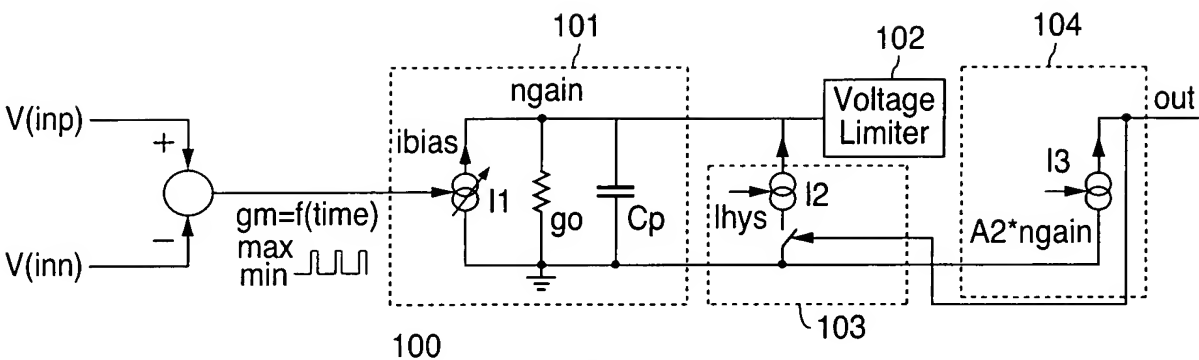 101
102
104
ngain
Voltage
Limiter
out
V(inp)
+
ibias
I1
go
Cp
Ihys
I2
I3
A2*ngain
gm=f(time)
max
min
−
V(inn)
103
100